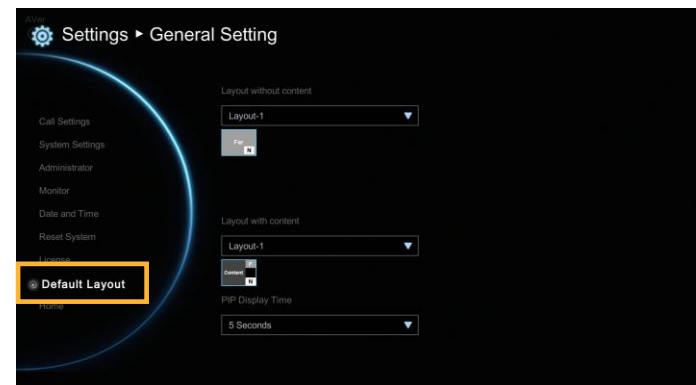 AVer
Settings ▸ General Setting
Call Settings
System Settings
Administrator
Monitor
Date and Time
Reset System
License
Default Layout
Home
Layout without content
Layout-1
Far
N
Layout with content
Layout-1
F
Content
N
PIP Display Time
5 Seconds